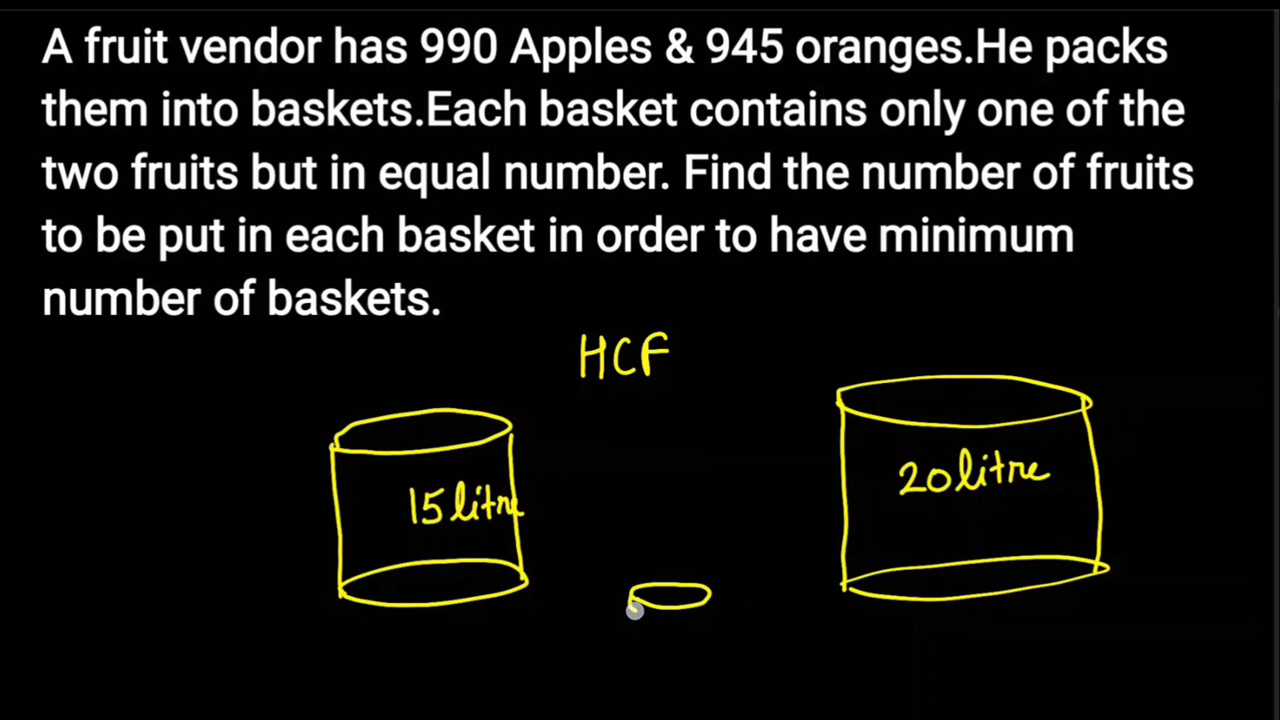 A fruit vendor has 990 Apples & 945 oranges.He packs
them into baskets.Each basket contains only one of the
two fruits but in equal number. Find the number of fruits
to be put in each basket in order to have minimum
number of baskets.
HCF
15 litre
20 litre